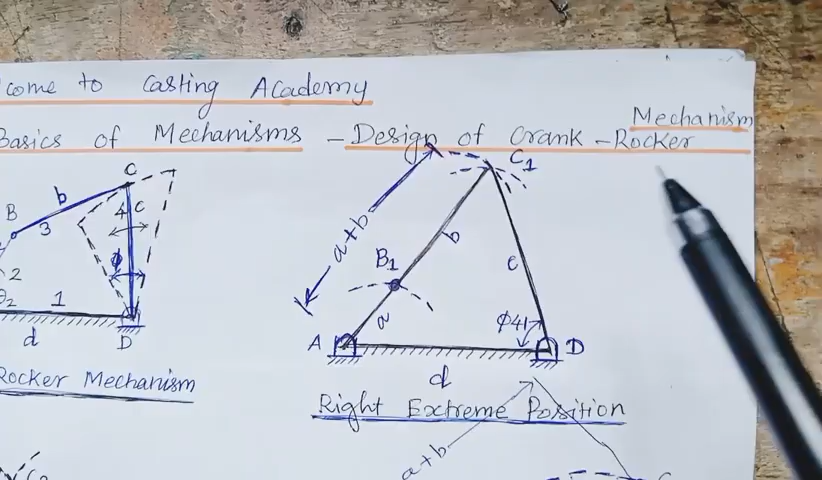 come to Casting Academy
Basics of Mechanisms - Design of Crank - Rocker
Mechanism
C
b
B
3
4
c
ϕ
2
1
d
D
Rocker Mechanism
C1
a+b
b
B1
c
a
ϕ41
A
D
d
Right Extreme Position
a+b